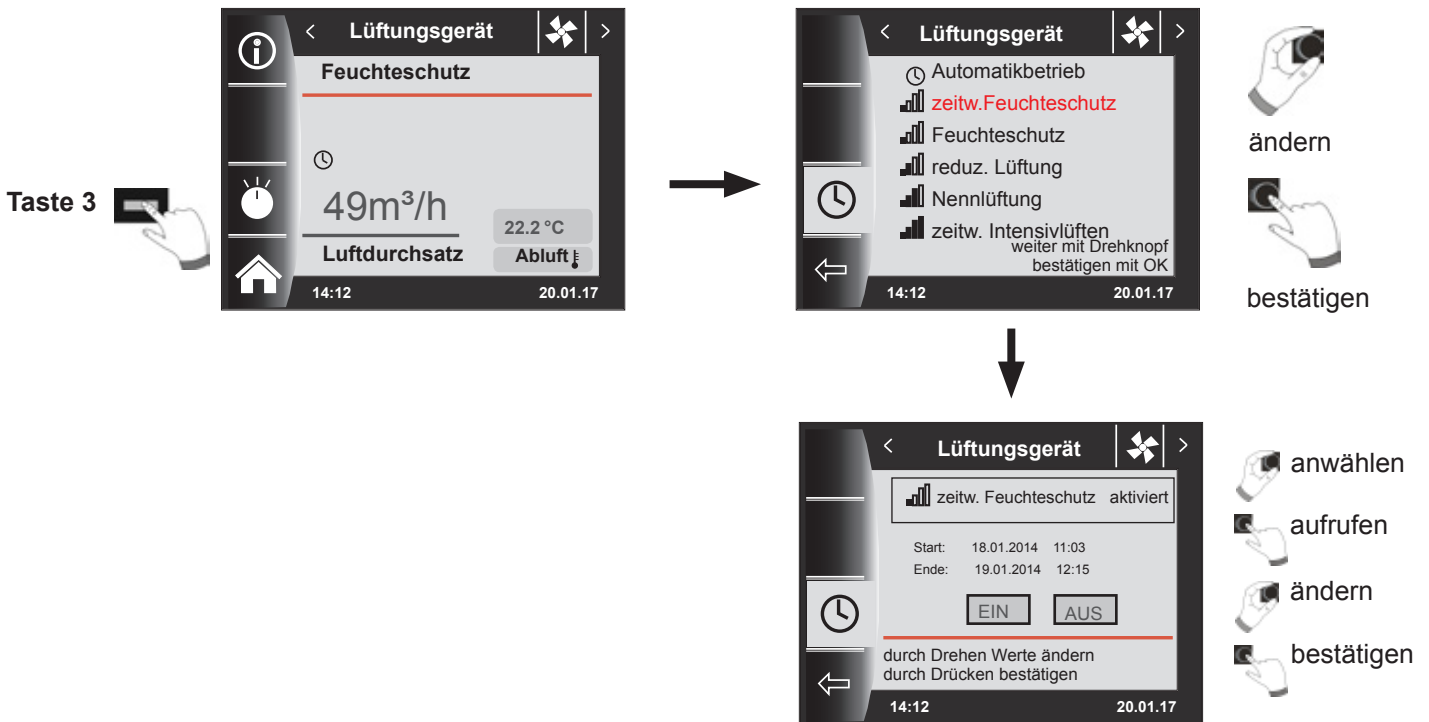 Taste 3
< Lüftungsgerät >
Feuchteschutz
49m³/h
22.2 °C
Luftdurchsatz
Abluft
14:12 20.01.17
< Lüftungsgerät >
Automatikbetrieb
zeitw.Feuchteschutz
Feuchteschutz
reduz. Lüftung
Nennlüftung
zeitw. Intensivlüften
weiter mit Drehknopf
bestätigen mit OK
14:12 20.01.17
ändern
bestätigen
< Lüftungsgerät >
zeitw. Feuchteschutz aktiviert
Start: 18.01.2014 11:03
Ende: 19.01.2014 12:15
EIN AUS
durch Drehen Werte ändern
durch Drücken bestätigen
14:12 20.01.17
anwählen
aufrufen
ändern
bestätigen